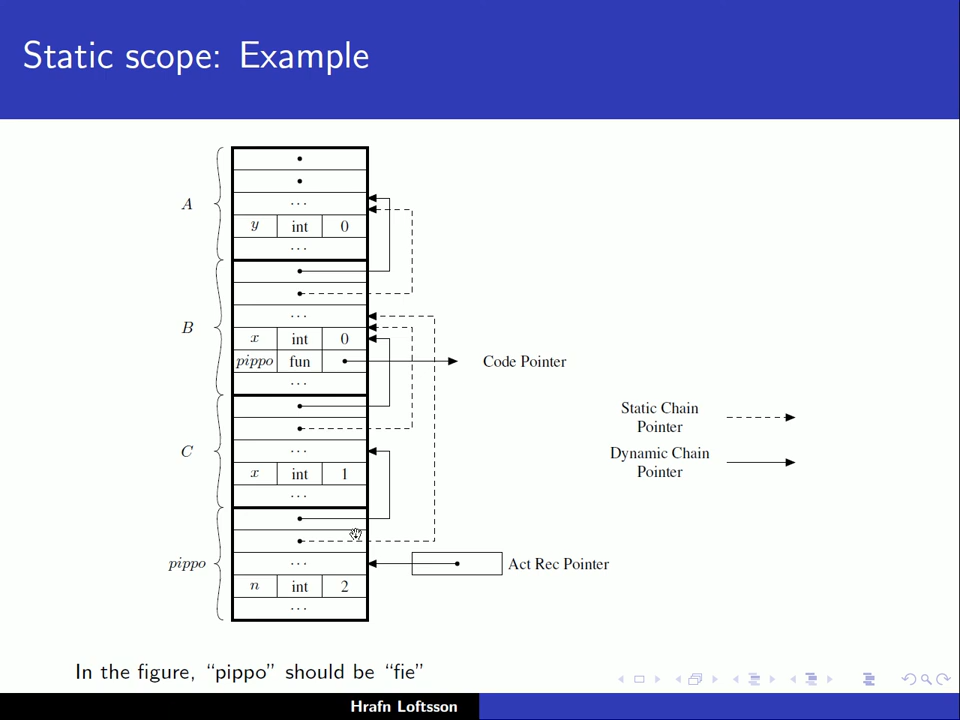 Static scope: Example
A
...
y int 0
...
B
...
x int 0
pippo fun
Code Pointer
...
Static Chain
Pointer
C
...
Dynamic Chain
Pointer
x int 1
...
pippo
...
Act Rec Pointer
n int 2
...
In the figure, “pippo” should be “fie”
Hrafn Loftsson